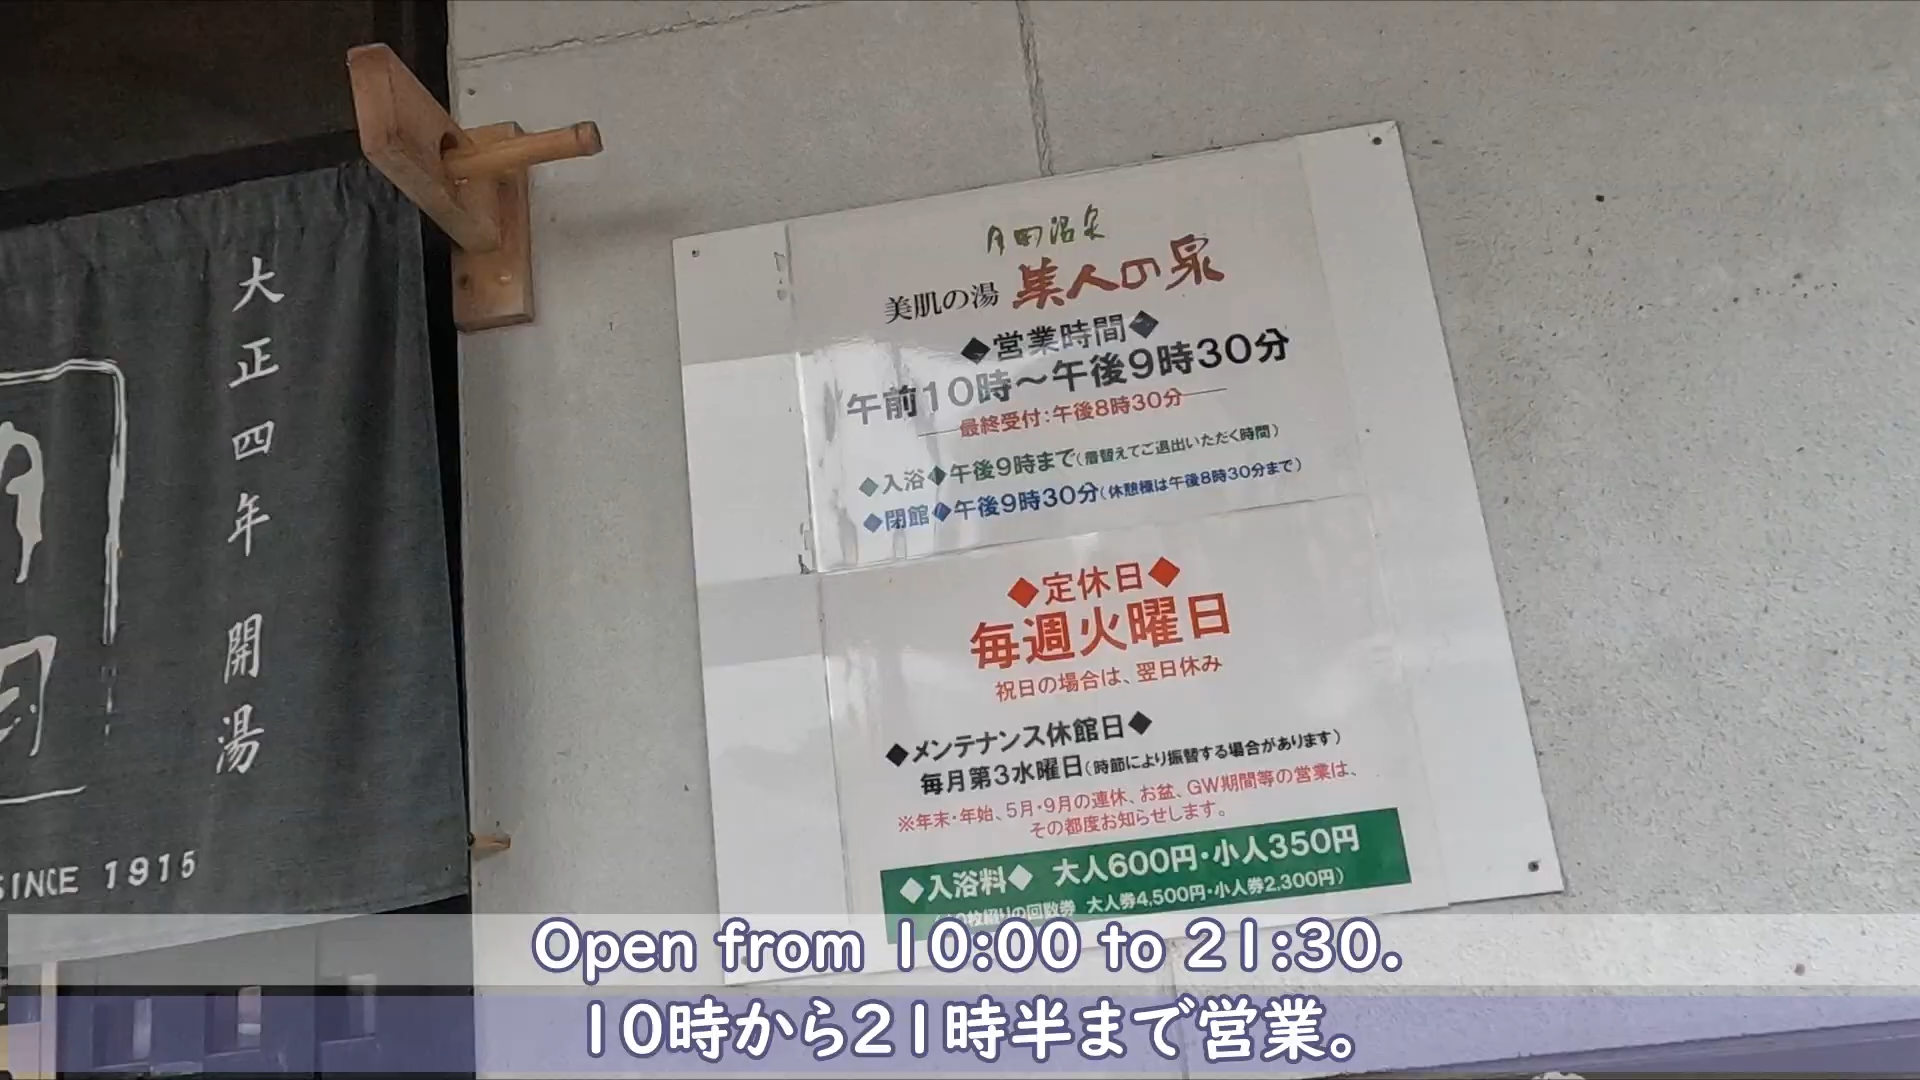 大正四年 開湯
SINCE 1915
月岡温泉
美肌の湯 美人の泉
◆営業時間◆
午前10時～午後9時30分
最終受付:午後8時30分
◆入浴◆午後9時まで(着替えてご退出いただく時間)
◆閉館◆午後9時30分(休憩棟は午後8時30分まで)
◆定休日◆
毎週火曜日
祝日の場合は、翌日休み
◆メンテナンス休館日◆
毎月第3水曜日(時節により振替する場合があります)
※年末・年始、5月・9月の連休、お盆、GW期間等の営業は、
その都度お知らせします。
◆入浴料◆ 大人600円・小人350円
(10枚綴りの回数券 大人券4,500円・小人券2,300円)
Open from 10:00 to 21:30.
10時から21時半まで営業。